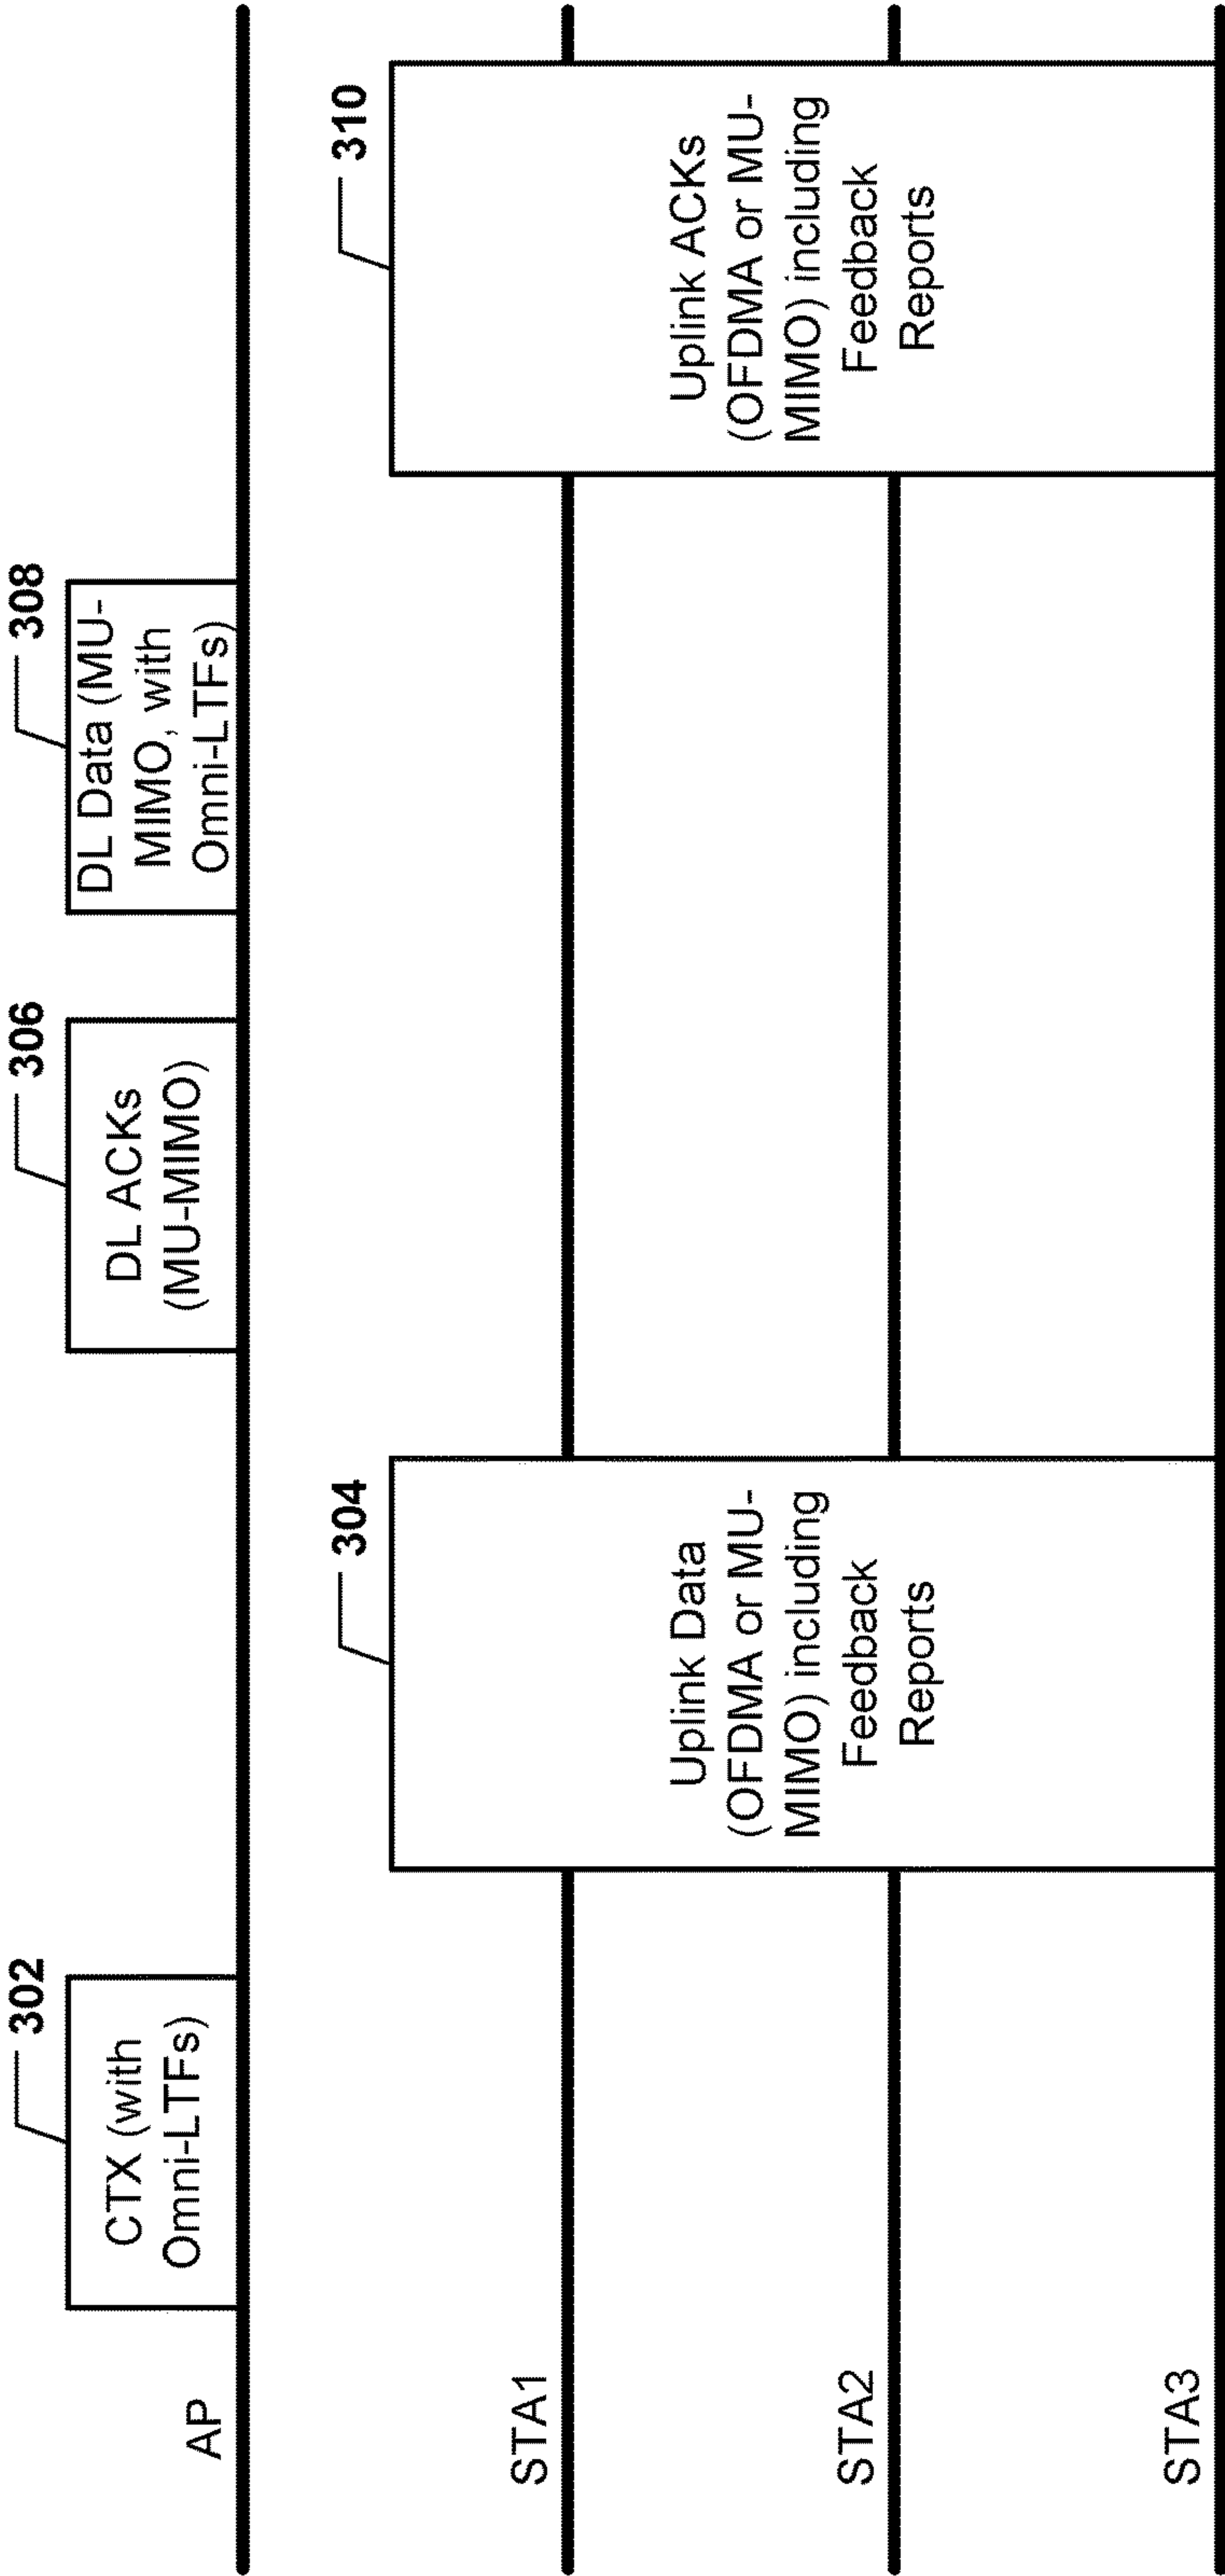 302
CTX (with
Omni-LTFs)
306
DL ACKs
(MU-MIMO)
308
DL Data (MU-
MIMO, with
Omni-LTFs)
AP
304
Uplink Data
(OFDMA or MU-
MIMO) including
Feedback
Reports
310
Uplink ACKs
(OFDMA or MU-
MIMO) including
Feedback
Reports
STA1
STA2
STA3